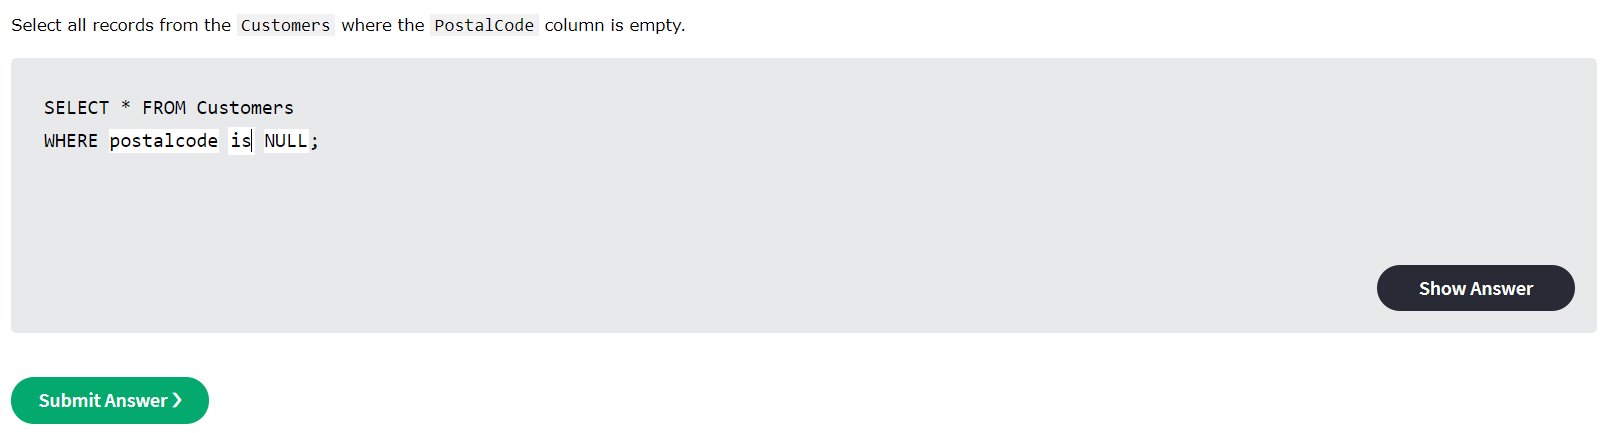 Select all records from the Customers where the PostalCode column is empty.
SELECT * FROM Customers
WHERE postalcode is NULL;
Show Answer
Submit Answer ❯